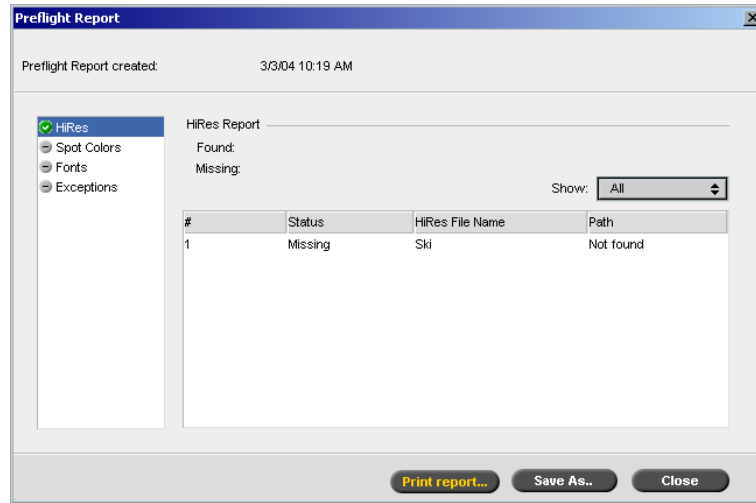 Preflight Report
Preflight Report created: 3/3/04 10:19 AM
HiRes
Spot Colors
Fonts
Exceptions
HiRes Report
Found:
Missing:
Show: All
# Status HiRes File Name Path
1 Missing Ski Not found
Print report... Save As.. Close